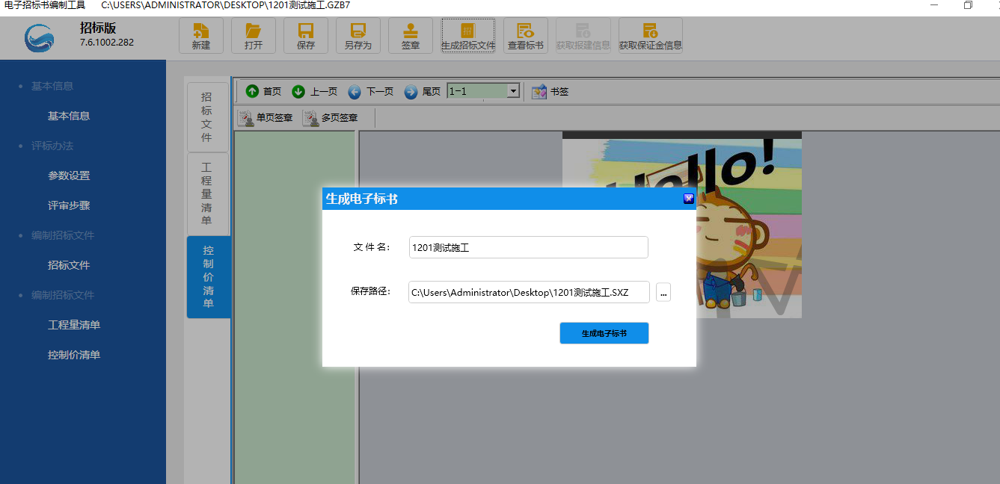 电子招标书编制工具 C:\USERS\ADMINISTRATOR\DESKTOP\1201测试施工.GZB7
招标版
7.6.1002.282
新建
打开
保存
另存为
签章
招
生成招标文件
查看标书
获取报建信息
获取保证金信息
基本信息
基本信息
评标办法
参数设置
评审步骤
编制招标文件
招标文件
编制招标文件
工程量清单
控制价清单
招标文件
工程量清单
控制价清单
首页
上一页
下一页
尾页
1-1
书签
单页签章
多页签章
Hello!
生成电子标书
文 件 名：
1201测试施工
保存路径：
C:\Users\Administrator\Desktop\1201测试施工.SXZ
...
生成电子标书